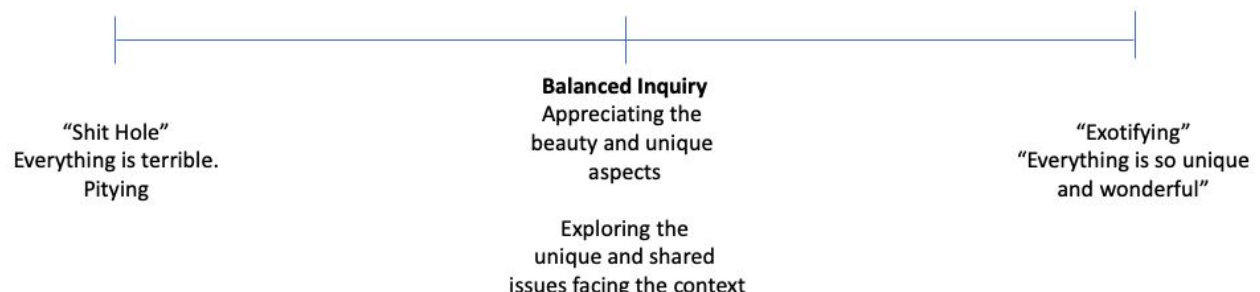 “Shit Hole”
Everything is terrible.
Pitying
Balanced Inquiry
Appreciating the
beauty and unique
aspects
Exploring the
unique and shared
issues facing the context
“Exotifying”
“Everything is so unique
and wonderful”